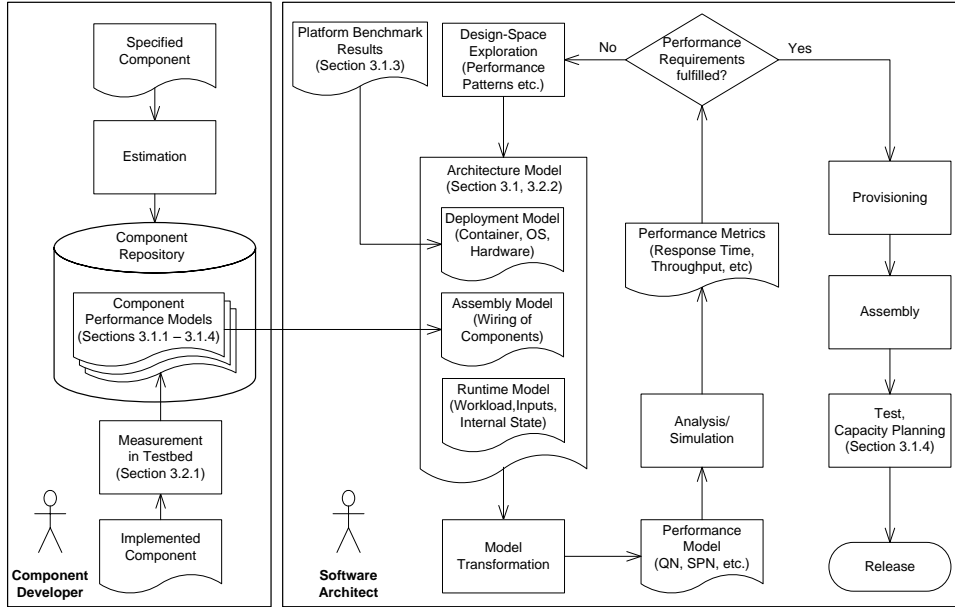 Specified
Component
Estimation
Component
Repository
Component
Performance Models
(Sections 3.1.1 – 3.1.4)
Measurement
in Testbed
(Section 3.2.1)
Implemented
Component
Component
Developer
Platform Benchmark
Results
(Section 3.1.3)
Design-Space
Exploration
(Performance
Patterns etc.)
No
Performance
Requirements
fulfilled?
Yes
Architecture Model
(Section 3.1, 3.2.2)
Deployment Model
(Container, OS,
Hardware)
Assembly Model
(Wiring of
Components)
Runtime Model
(Workload,Inputs,
Internal State)
Model
Transformation
Performance Metrics
(Response Time,
Throughput, etc)
Analysis/
Simulation
Performance
Model
(QN, SPN, etc.)
Provisioning
Assembly
Test,
Capacity Planning
(Section 3.1.4)
Release
Software
Architect